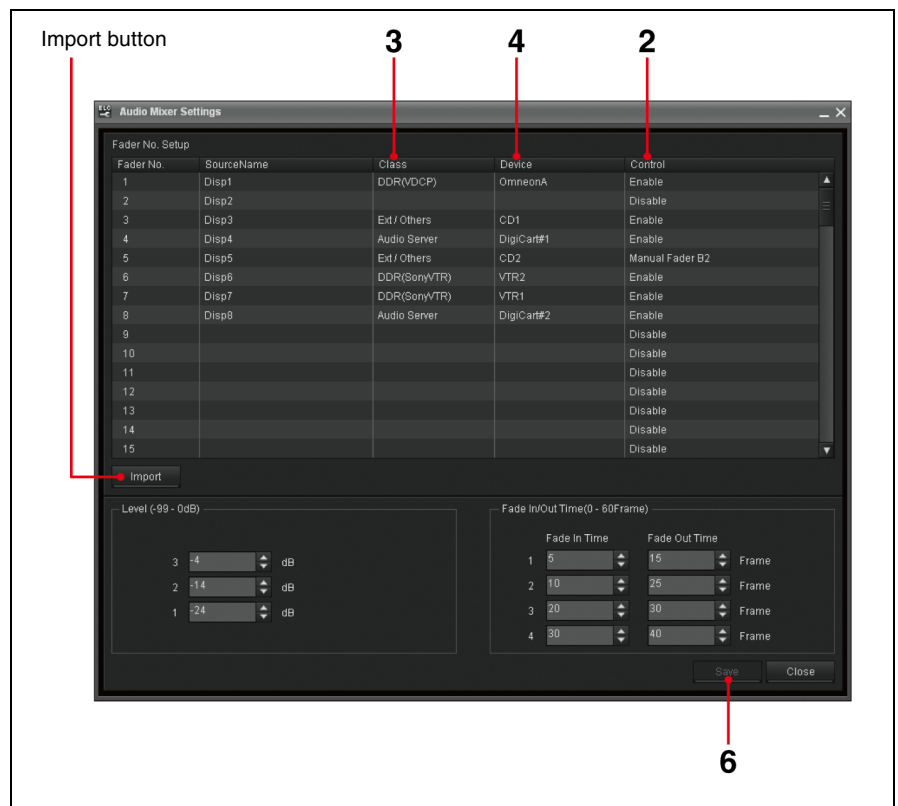 Import button 3 4 2
ELC Audio Mixer Settings
Fader No. Setup
Fader No. SourceName Class Device Control
1 Disp1 DDR(VDCP) OmneonA Enable
2 Disp2 Disable
3 Disp3 Ext / Others CD1 Enable
4 Disp4 Audio Server DigiCart#1 Enable
5 Disp5 Ext / Others CD2 Manual Fader B2
6 Disp6 DDR(SonyVTR) VTR2 Enable
7 Disp7 DDR(SonyVTR) VTR1 Enable
8 Disp8 Audio Server DigiCart#2 Enable
9 Disable
10 Disable
11 Disable
12 Disable
13 Disable
14 Disable
15 Disable
Import
Level (-99 - 0dB) Fade In/Out Time(0 - 60Frame)
Fade In Time Fade Out Time
3 -4 dB 1 5 15 Frame
2 -14 dB 2 10 25 Frame
1 -24 dB 3 20 30 Frame
4 30 40 Frame
Save Close
6